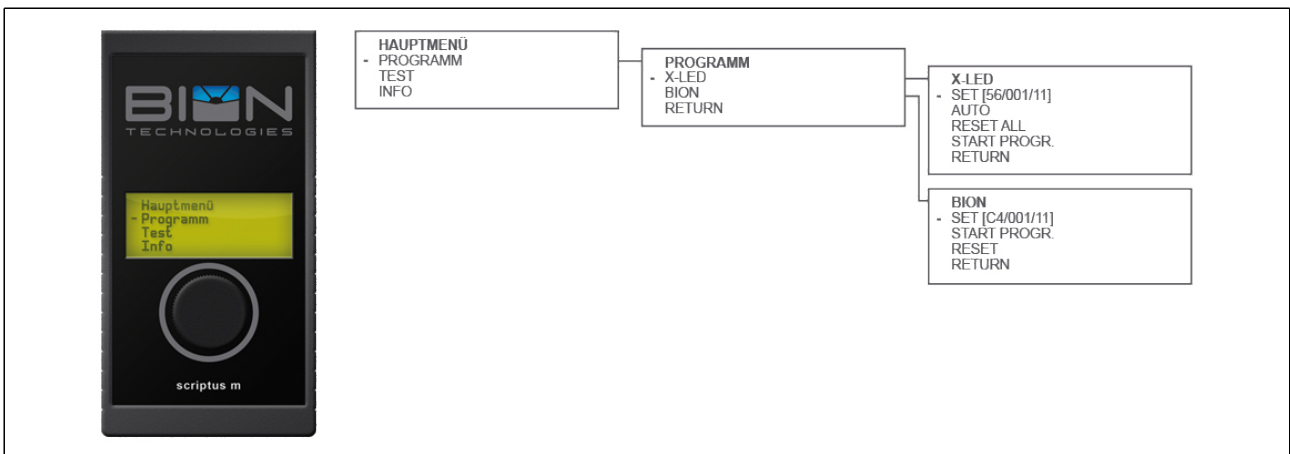 BION
TECHNOLOGIES
Hauptmenü
- Programm
Test
Info
scriptus m
HAUPTMENÜ
- PROGRAMM
TEST
INFO
PROGRAMM
- X-LED
BION
RETURN
X-LED
- SET [56/001/11]
AUTO
RESET ALL
START PROGR.
RETURN
BION
- SET [C4/001/11]
START PROGR.
RESET
RETURN